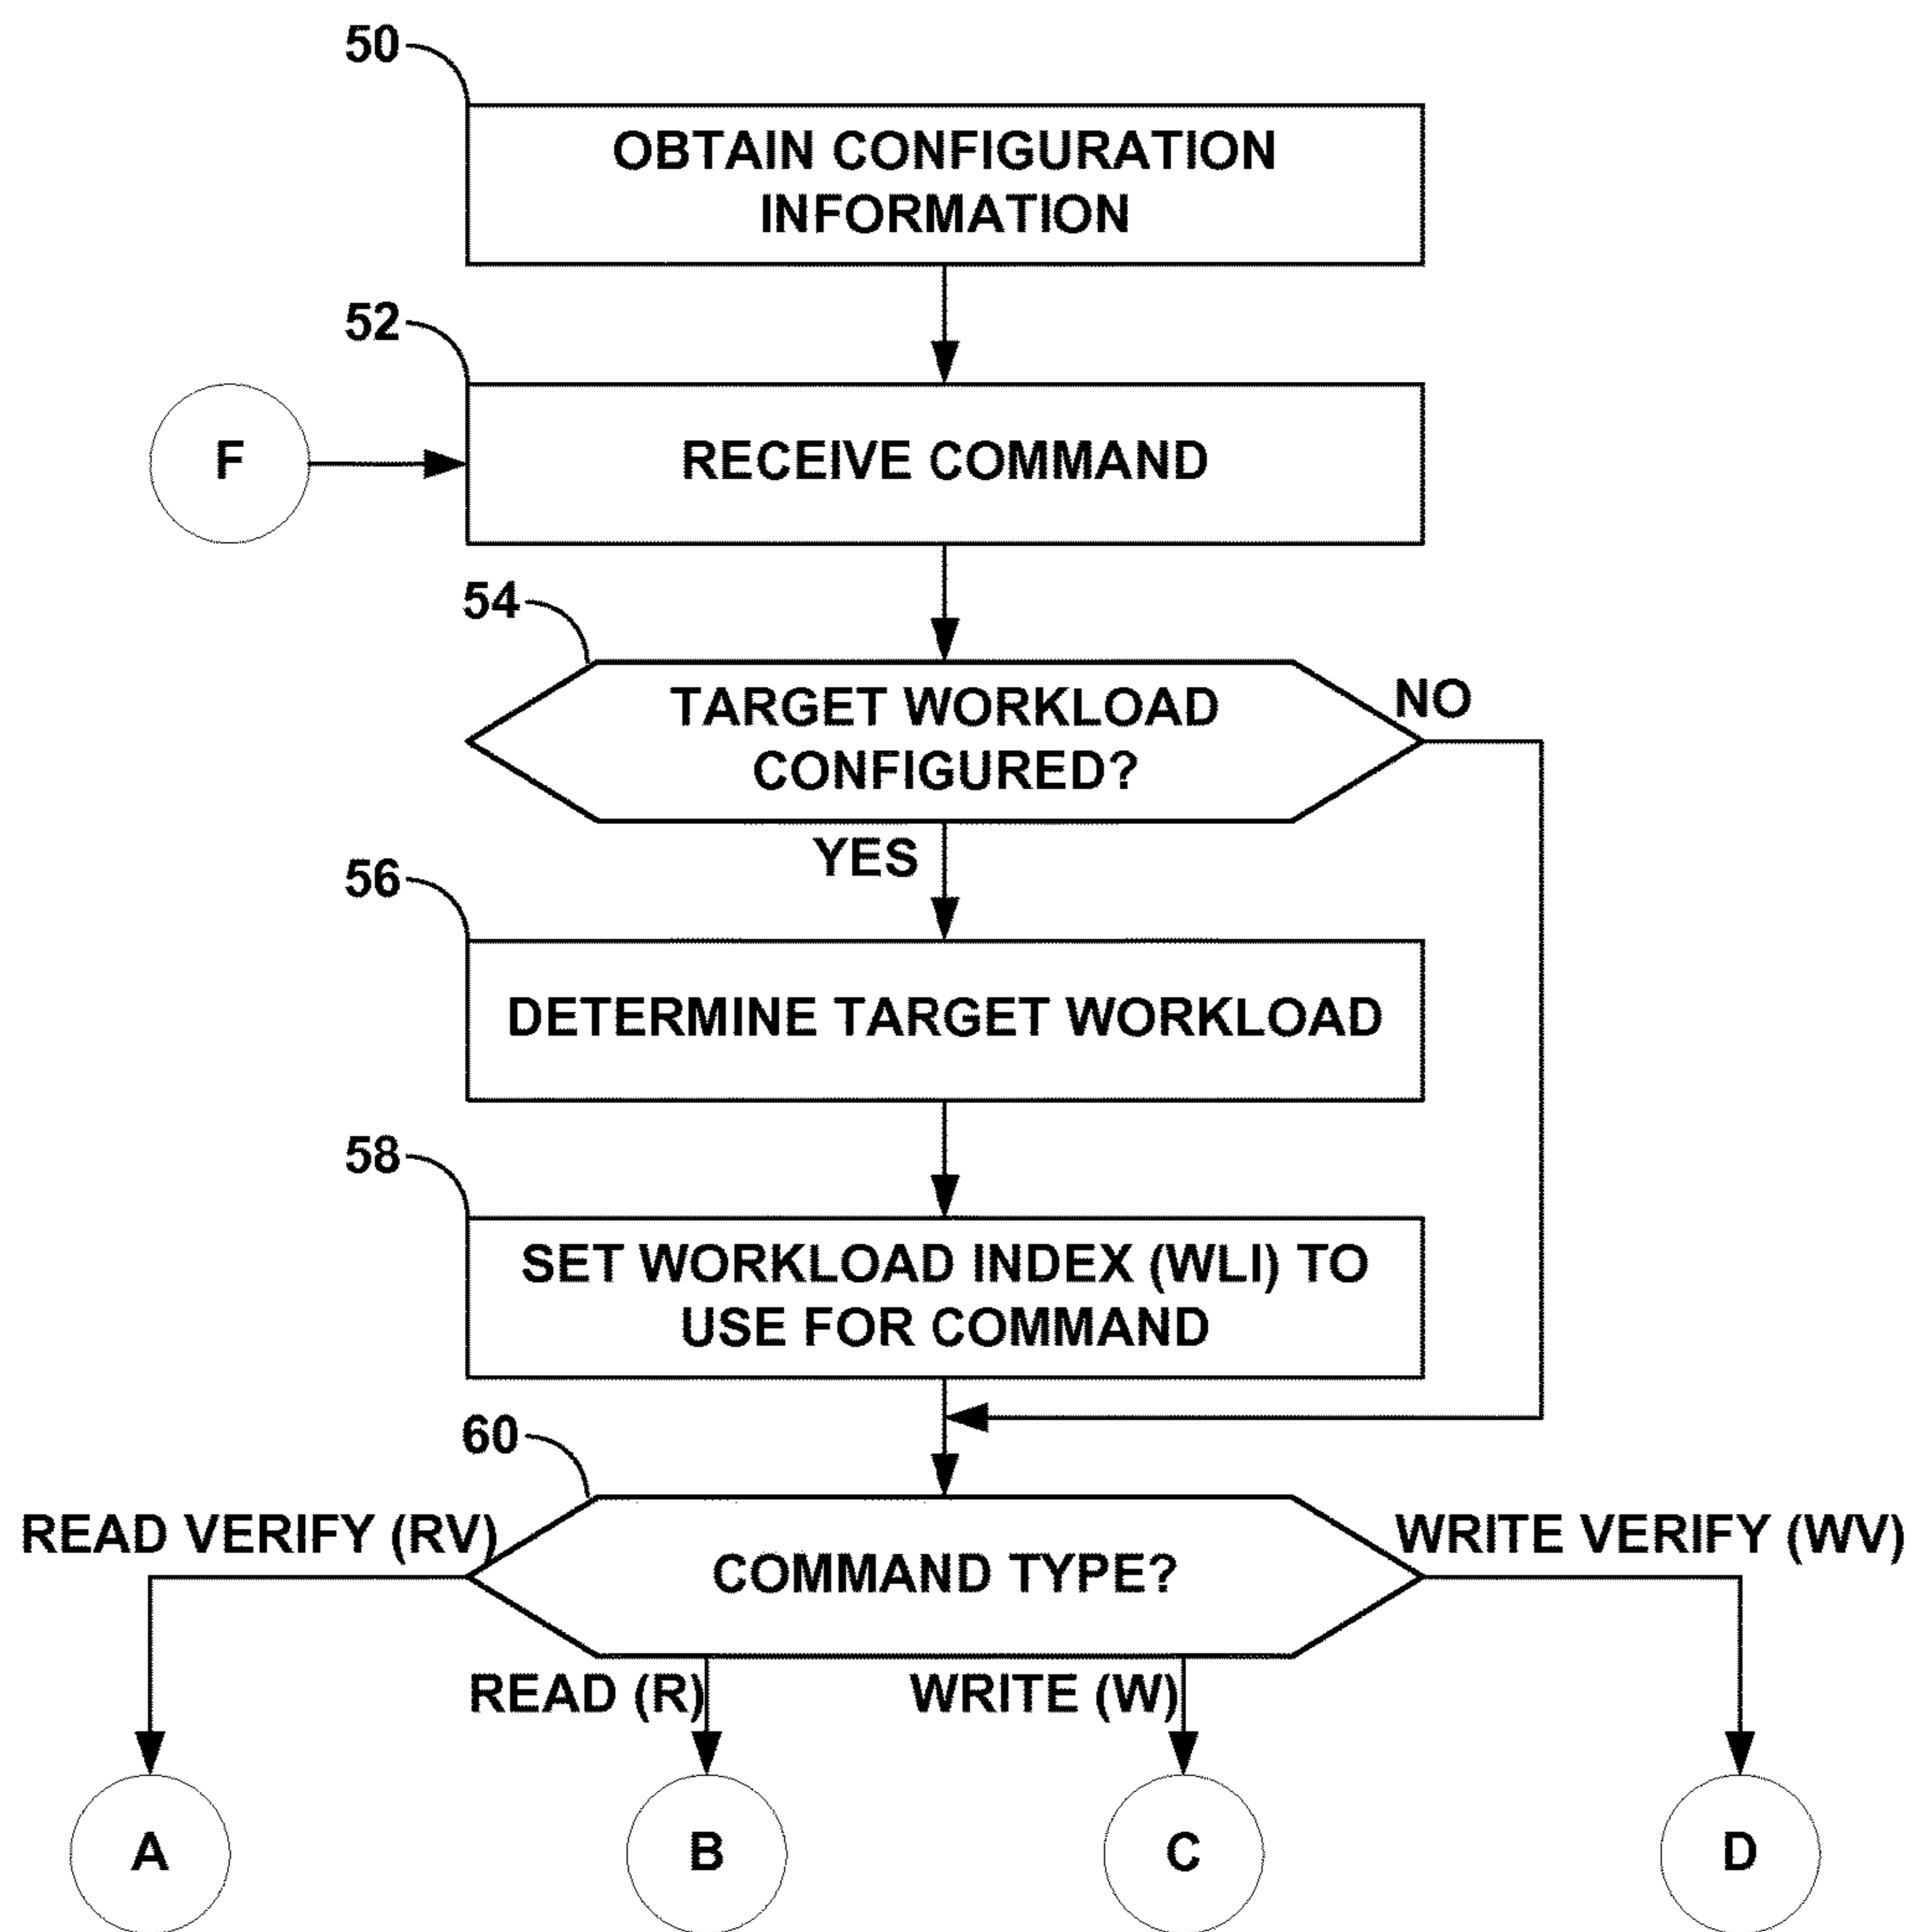 50
OBTAIN CONFIGURATION
INFORMATION
52
F
RECEIVE COMMAND
54
TARGET WORKLOAD
CONFIGURED?
NO
YES
56
DETERMINE TARGET WORKLOAD
58
SET WORKLOAD INDEX (WLI) TO
USE FOR COMMAND
60
READ VERIFY (RV)
COMMAND TYPE?
WRITE VERIFY (WV)
READ (R)
WRITE (W)
A
B
C
D